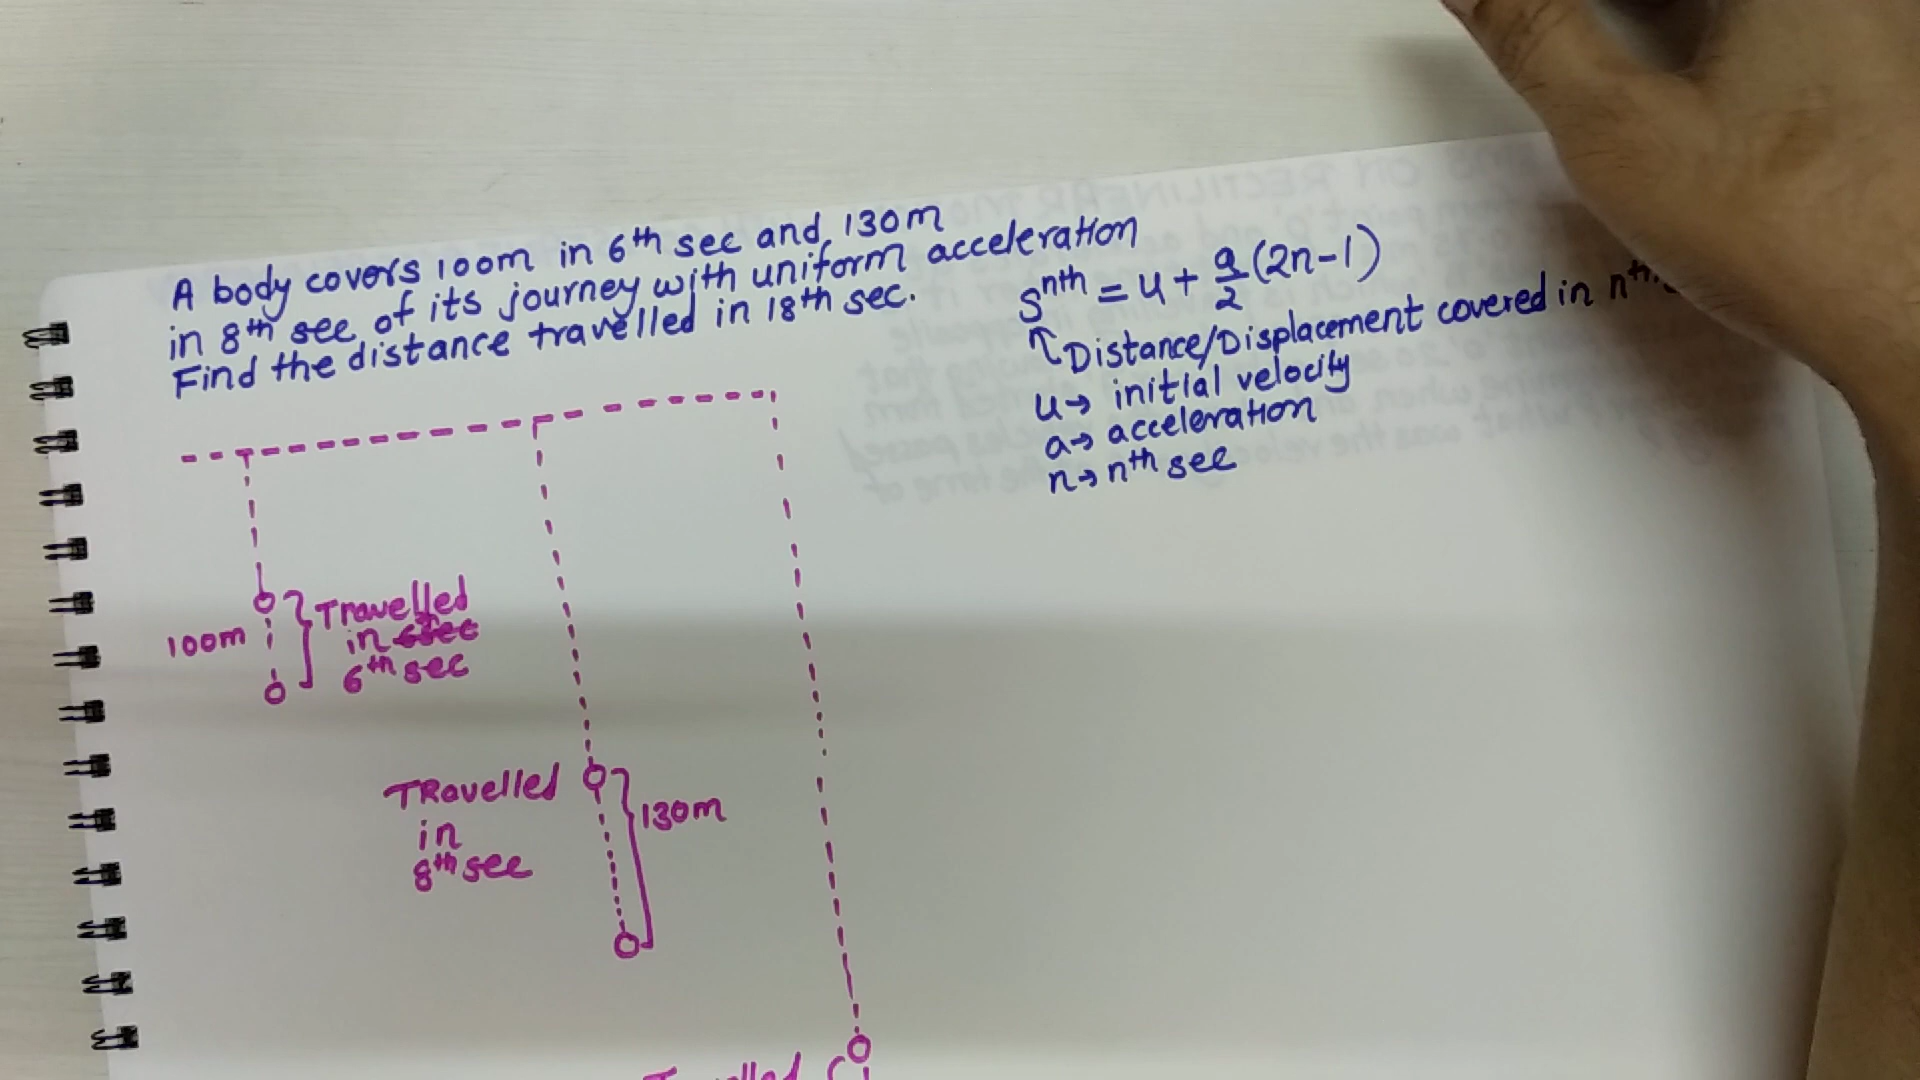 A body covers 100m in 6th sec and 130m
in 8th sec of its journey with uniform acceleration
Find the distance travelled in 18th sec.
S^nth = u + a/2 (2n-1)
Distance/Displacement covered in nth
u→ initial velocity
a→ acceleration
n→ nth sec
100m
Travelled
in
6th sec
TRavelled
in
8th sec
130m